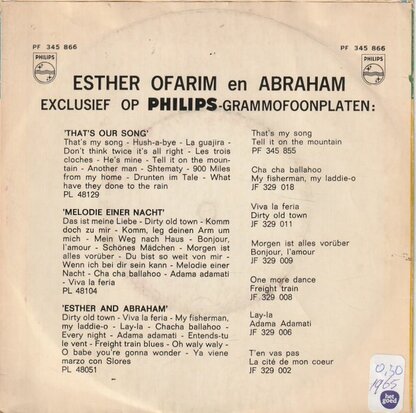 PF 345 866
PF 345 866
PHILIPS
PHILIPS
ESTHER OFARIM en ABRAHAM
EXCLUSIEF OP PHILIPS-GRAMMOFOONPLATEN:
'THAT'S OUR SONG'
That's my song - Hush-a-bye - La guajira -
Don't think twice it's all right - Les trois
cloches - He's mine - Tell it on the moun-
tain - Another man - Shtematy - 900 Miles
from my home - Drunten im Tale - What
have they done to the rain
PL 48129
'MELODIE EINER NACHT'
Das ist meine Liebe - Dirty old town - Komm
doch zu mir - Komm, leg deinen Arm um
mich - Mein Weg nach Haus - Bonjour,
l'amour - Schönes Mädchen - Morgen ist
alles vorüber - Du bist so weit von mir -
Wenn ich bei dir sein kann - Melodie einer
Nacht - Cha cha ballahoo - Adama adamati
- Viva la feria
PL 48104
'ESTHER AND ABRAHAM'
Dirty old town - Viva la feria - My fisherman,
my laddie-o - Lay-la - Chacha ballahoo -
Every night - Adama adamati - Entends-tu
le vent - Freight train blues - Oh waly waly -
O babe you're gonna wonder - Ya viene
marzo con Slores
PL 48051
That's my song
Tell it on the mountain
PF 345 855
Cha cha ballahoo
My fisherman, my laddie-o
JF 329 018
Viva la feria
Dirty old town
JF 329 011
Morgen ist alles vorüber
Bonjour, l'amour
JF 329 009
One more dance
Freight train
JF 329 008
Lay-la
Adama Adamati
JF 329 006
T'en vas pas
La cité de mon coeur
JF 329 002
0,50
1965
het
goed